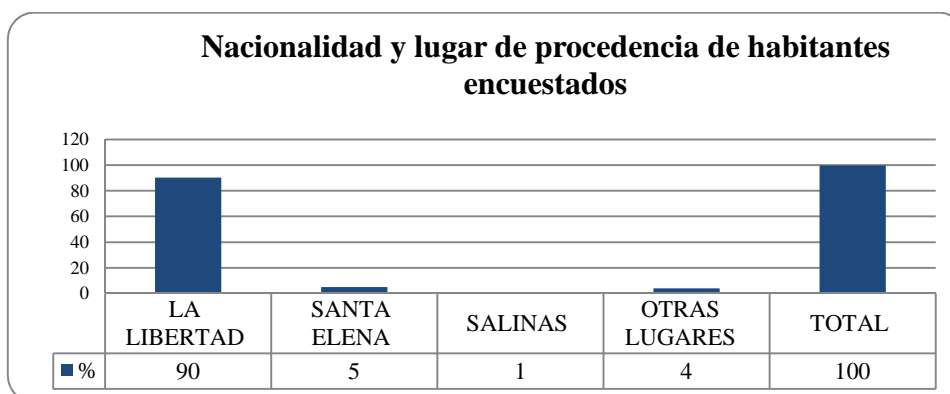 Nacionalidad y lugar de procedencia de habitantes
encuestados
120
100
80
60
40
20
0
LA LIBERTAD SANTA ELENA SALINAS OTRAS LUGARES TOTAL
% 90 5 1 4 100